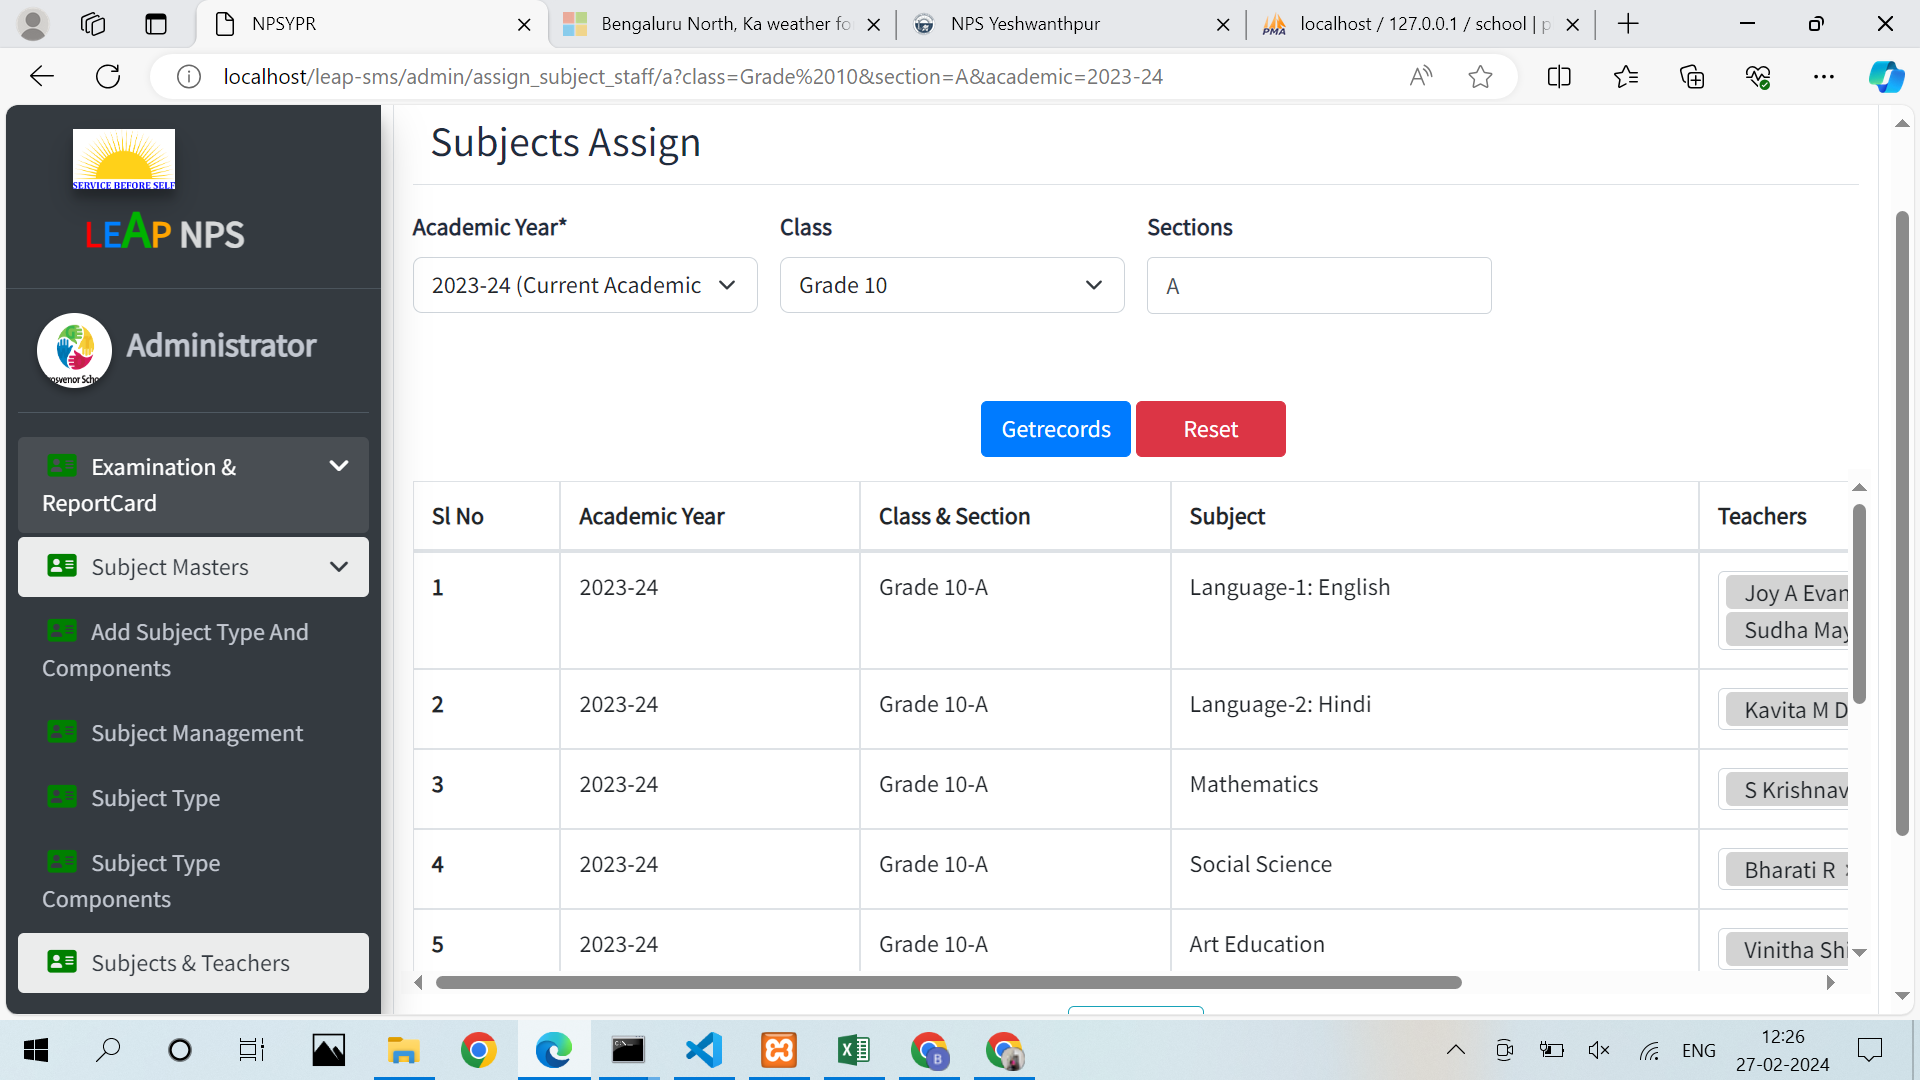 NPSYPR
Bengaluru North, Ka weather fo
NPS Yeshwanthpur
localhost / 127.0.0.1 / school | p
localhost/leap-sms/admin/assign_subject_staff/a?class=Grade%2010&section=A&academic=2023-24
SERVICE BEFORE SELF
LEAP NPS
Administrator
Examination &
ReportCard
Subject Masters
Add Subject Type And
Components
Subject Management
Subject Type
Subject Type
Components
Subjects & Teachers
Subjects Assign
Academic Year* Class Sections
2023-24 (Current Academic Grade 10 A
Getrecords Reset
Sl No Academic Year Class & Section Subject Teachers
1 2023-24 Grade 10-A Language-1: English Joy A Evan
Sudha May
2 2023-24 Grade 10-A Language-2: Hindi Kavita M D
3 2023-24 Grade 10-A Mathematics S Krishnav
4 2023-24 Grade 10-A Social Science Bharati R
5 2023-24 Grade 10-A Art Education Vinitha Shi
ENG
12:26
27-02-2024